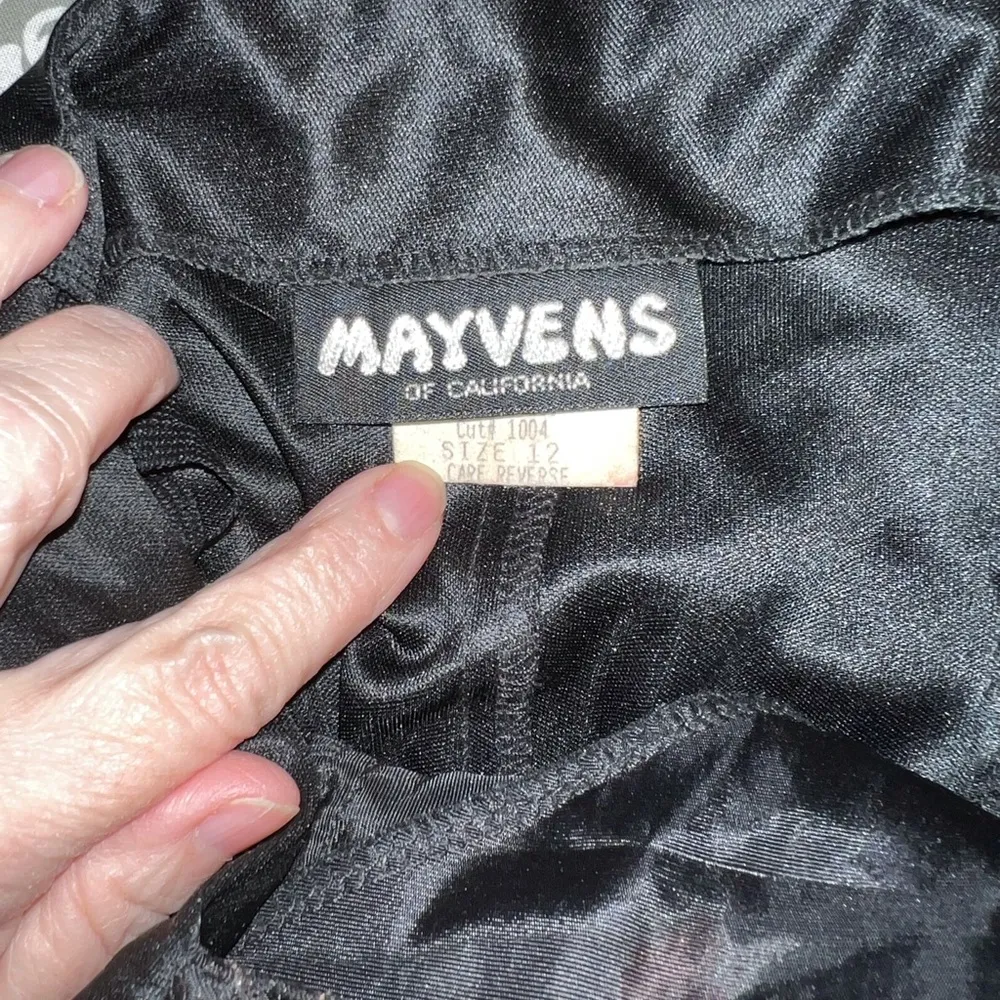 MAYVENS
OF CALIFORNIA
Cut# 1004
SIZE 12
CARE REVERSE